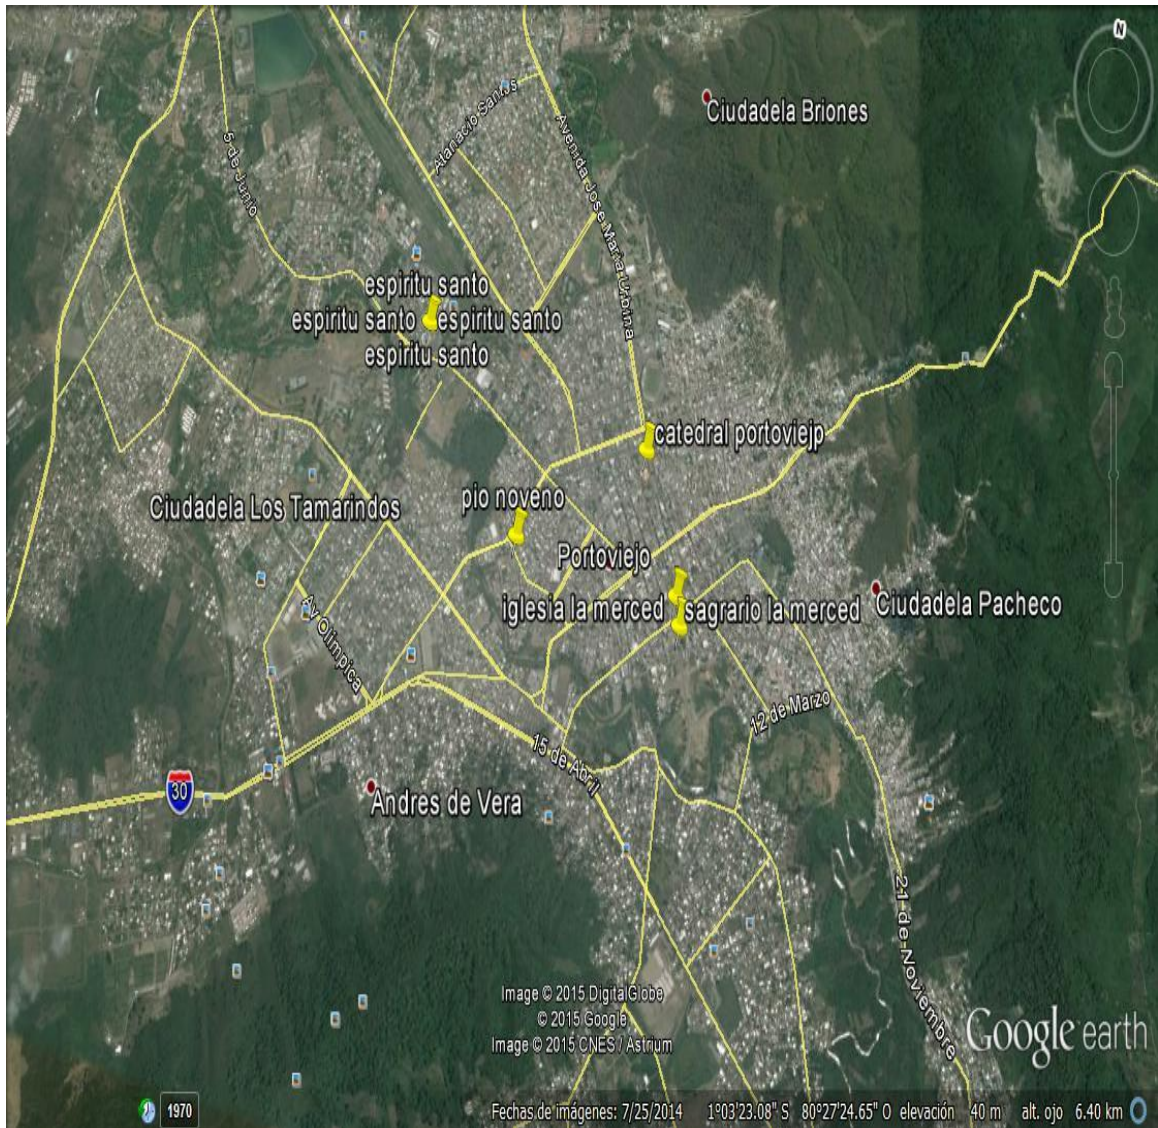 N
Ciudadela Briones
Atanacio Santos
Avenida Jose Maria Urbina
5 de Junio
espiritu santo
espiritu santo
espiritu santo
espiritu santo
catedral portoviejp
pio noveno
Ciudadela Los Tamarindos
Portoviejo
iglesia la merced
sagrario la merced
Ciudadela Pacheco
Av Olimpica
12 de Marzo
15 de Abril
30
Andres de Vera
21 de Noviembre
Image © 2015 DigitalGlobe
© 2015 Google
Image © 2015 CNES / Astrium
Google earth
1970
Fechas de imágenes: 7/25/2014 1°03'23.08" S 80°27'24.65" O elevación 40 m alt. ojo 6.40 km